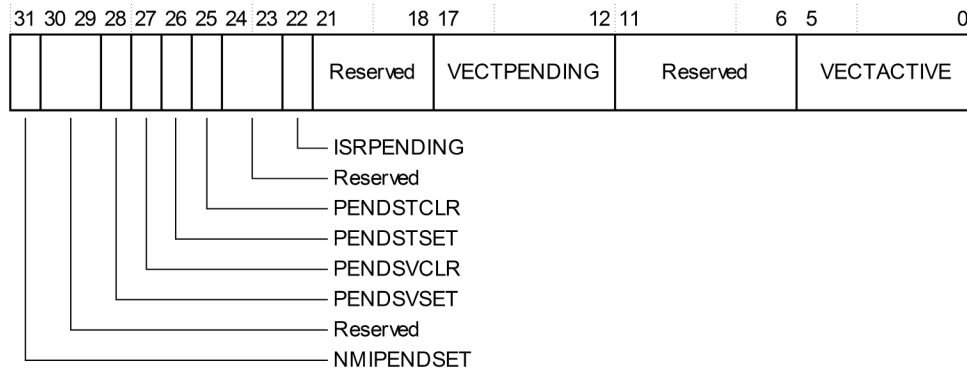 31 30 29 28 27 26 25 24 23 22 21 18 17 12 11 6 5 0
Reserved VECTPENDING Reserved VECTACTIVE
ISRPENDING
Reserved
PENDSTCLR
PENDSTSET
PENDSVCLR
PENDSVSET
Reserved
NMIPENDSET